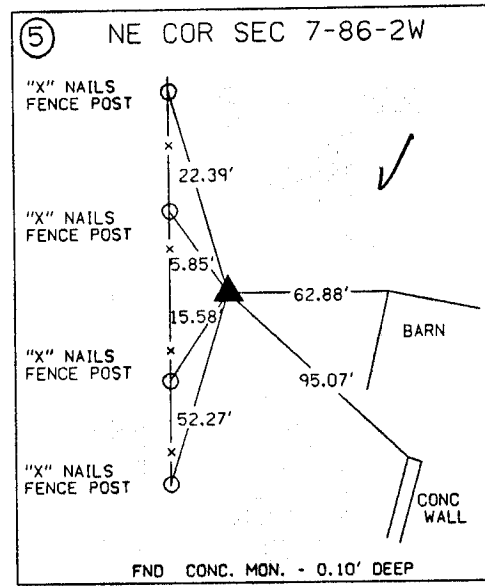 5 NE COR SEC 7-86-2W
"X" NAILS
FENCE POST
22.39'
"X" NAILS
FENCE POST
5.85'
62.88'
15.58'
BARN
"X" NAILS
FENCE POST
95.07'
52.27'
"X" NAILS
FENCE POST
CONC
WALL
FND CONC. MON. - 0.10' DEEP